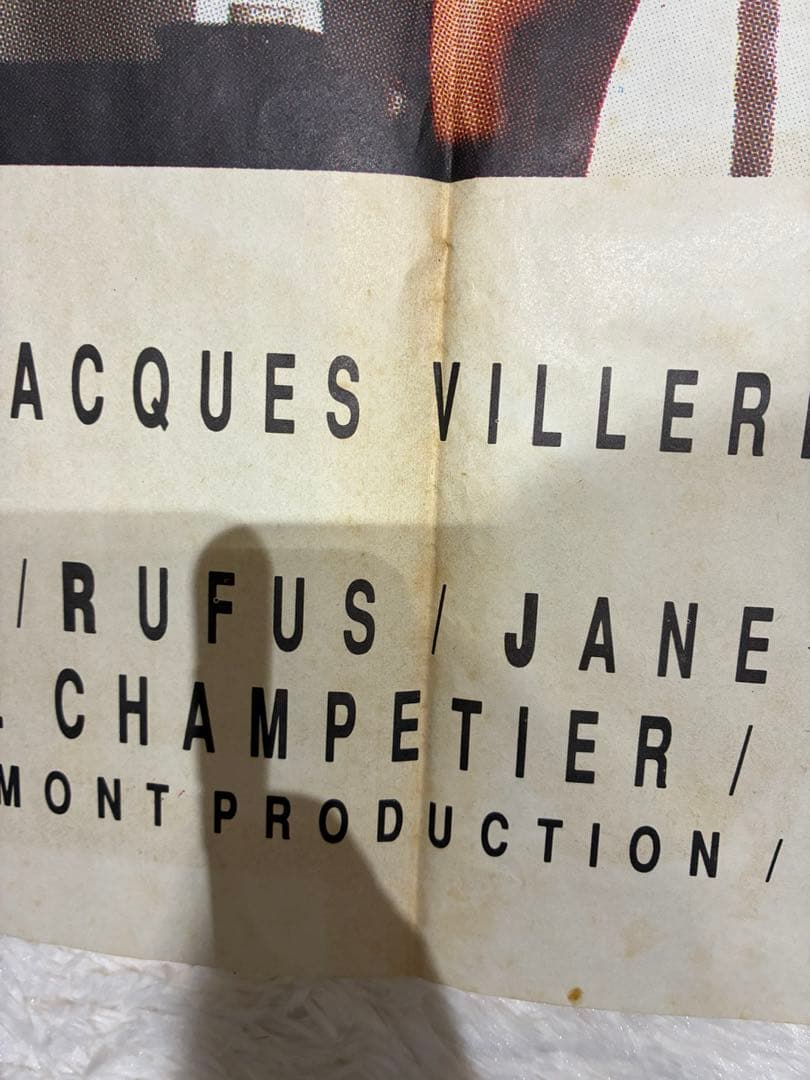 ACQUES VILLER
/ RUFUS / JANE
CHAMPETIER /
MONT PRODUCTION /